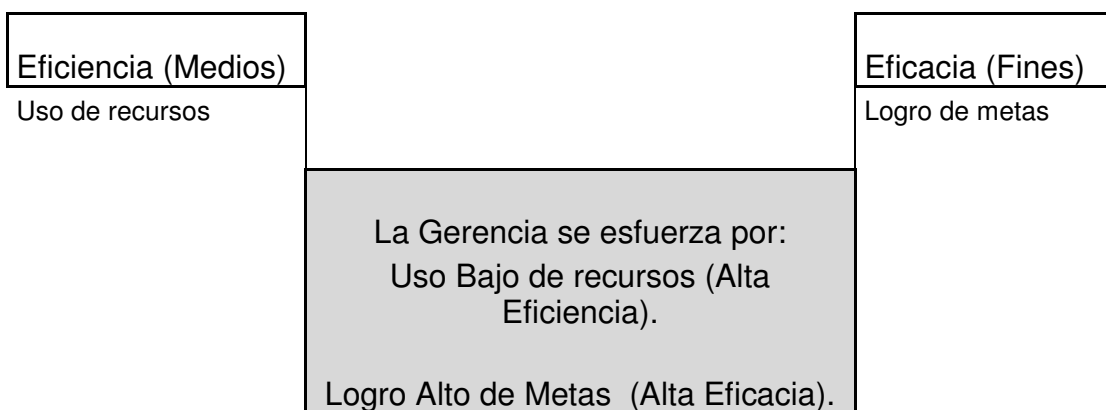 Eficiencia (Medios)
Uso de recursos
Eficacia (Fines)
Logro de metas
La Gerencia se esfuerza por:
Uso Bajo de recursos (Alta
Eficiencia).
Logro Alto de Metas  (Alta Eficacia).